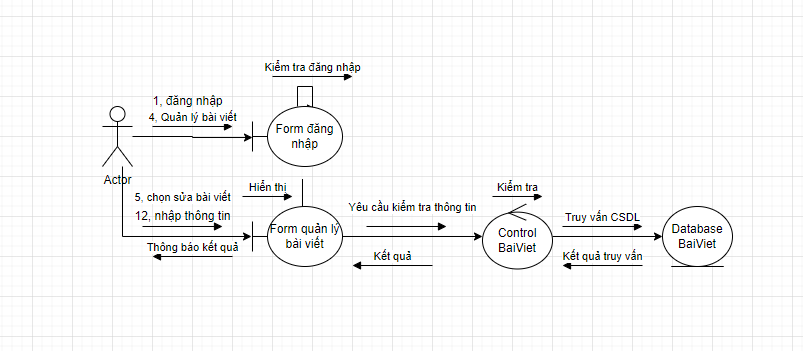 Kiểm tra đăng nhập
1, đăng nhập
4, Quản lý bài viết
Form đăng
nhập
Actor
5, chọn sửa bài viết
12, nhập thông tin
Thông báo kết quả
Hiển thị
Form quản lý
bài viết
Yêu cầu kiểm tra thông tin
Kết quả
Kiểm tra
Control
BaiViet
Truy vấn CSDL
Kết quả truy vấn
Database
BaiViet